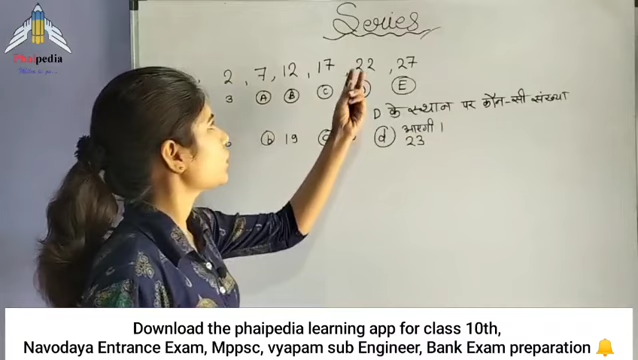 Phaipedia
Series
, 2 , 7 , 12 , 17 , 22 , 27
3 A B C D E
D के स्थान पर कौन-सी संख्या
आएगी ।
b 19 d 23
Download the phaipedia learning app for class 10th,
Navodaya Entrance Exam, Mppsc, vyapam sub Engineer, Bank Exam preparation 🔔